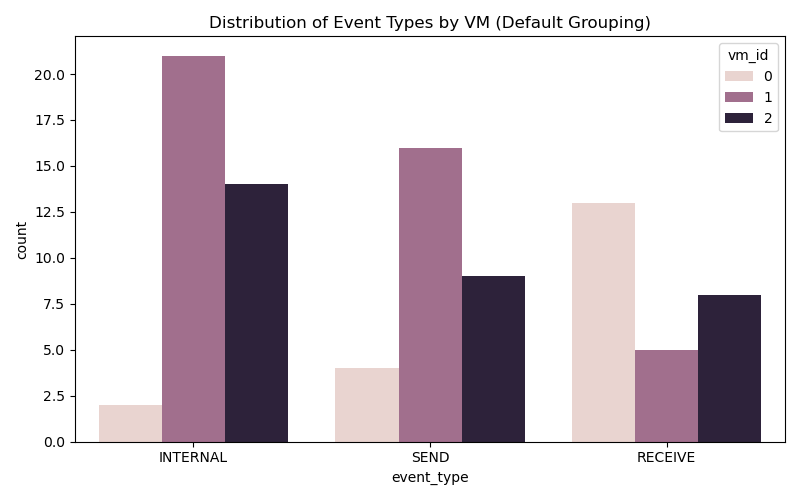 Distribution of Event Types by VM (Default Grouping)
vm_id
0
1
2
20.0
17.5
15.0
12.5
10.0
7.5
5.0
2.5
0.0
count
INTERNAL SEND RECEIVE
event_type